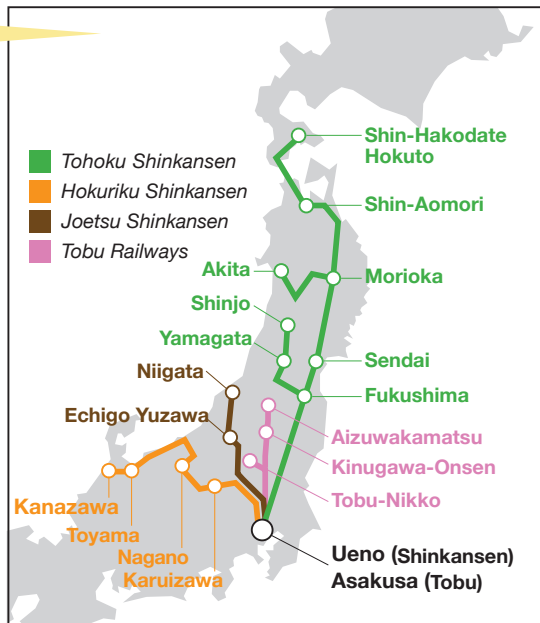 Tohoku Shinkansen
Hokuriku Shinkansen
Joetsu Shinkansen
Tobu Railways
Shin-Hakodate
Hokuto
Shin-Aomori
Akita
Morioka
Shinjo
Yamagata
Sendai
Niigata
Fukushima
Echigo Yuzawa
Aizuwakamatsu
Kinugawa-Onsen
Tobu-Nikko
Kanazawa
Toyama
Nagano
Karuizawa
Ueno (Shinkansen)
Asakusa (Tobu)